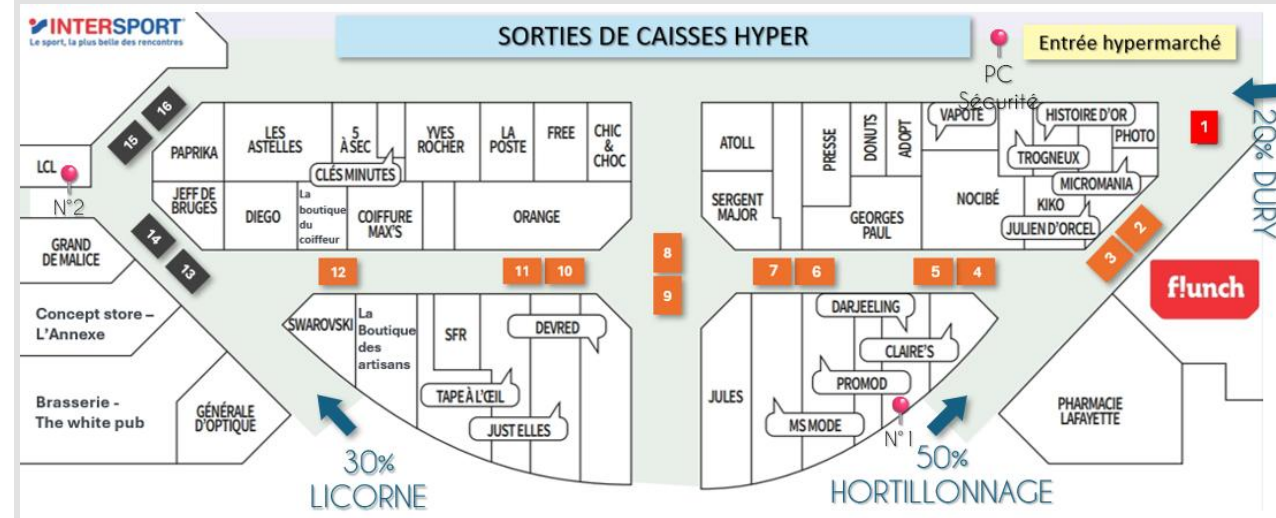 INTERSPORT
Le sport, la plus belle des rencontres
SORTIES DE CAISSES HYPER
Entrée hypermarché
PC
Sécurité
20% DURY
1
16
15
LCL
N°2
PAPRIKA
LES
ASTELLES
5
À SEC
CLÉS MINUTES
YVES
ROCHER
LA
POSTE
FREE
CHIC
&
CHOC
JEFF DE
BRUGES
DIEGO
La
boutique
du
coiffeur
COIFFURE
MAX'S
ORANGE
ATOLL
PRESSE
DONUTS
ADOPT
VAPOTE
HISTOIRE D'OR
PHOTO
TROGNEUX
MICROMANIA
SERGENT
MAJOR
GEORGES
PAUL
NOCIBÉ
KIKO
JULIEN D'ORCEL
14
13
12
11
10
8
9
7
6
5
4
3
2
GRAND
DE MALICE
Concept store –
L'Annexe
Brasserie -
The white pub
GÉNÉRALE
D'OPTIQUE
SWAROVSKI
La
Boutique
des
artisans
SFR
DEVRED
TAPE À L'ŒIL
JUST ELLES
JULES
DARJEELING
CLAIRE'S
PROMOD
MS MODE
N°1
flunch
PHARMACIE
LAFAYETTE
30%
LICORNE
50%
HORTILLONNAGE